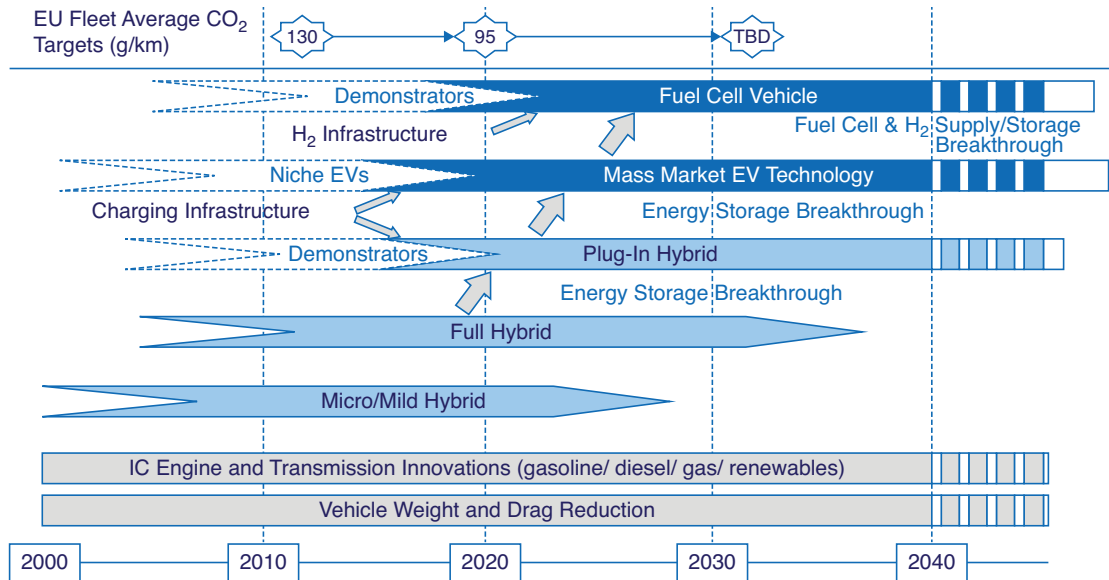 EU Fleet Average CO₂
Targets (g/km)
130
95
TBD
Demonstrators
Fuel Cell Vehicle
H₂ Infrastructure
Fuel Cell & H₂ Supply/Storage
Breakthrough
Niche EVs
Mass Market EV Technology
Charging Infrastructure
Energy Storage Breakthrough
Demonstrators
Plug-In Hybrid
Energy Storage Breakthrough
Full Hybrid
Micro/Mild Hybrid
IC Engine and Transmission Innovations (gasoline/ diesel/ gas/ renewables)
Vehicle Weight and Drag Reduction
2000
2010
2020
2030
2040